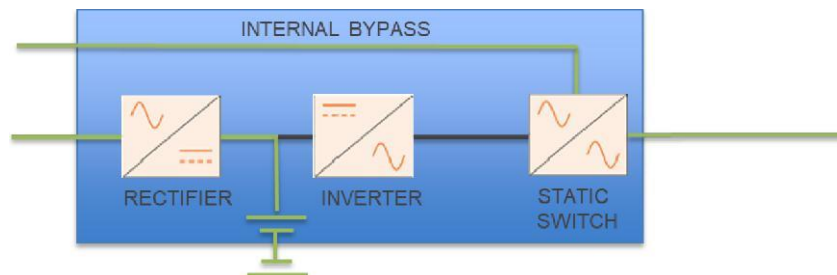 INTERNAL BYPASS
RECTIFIER
INVERTER
STATIC
SWITCH